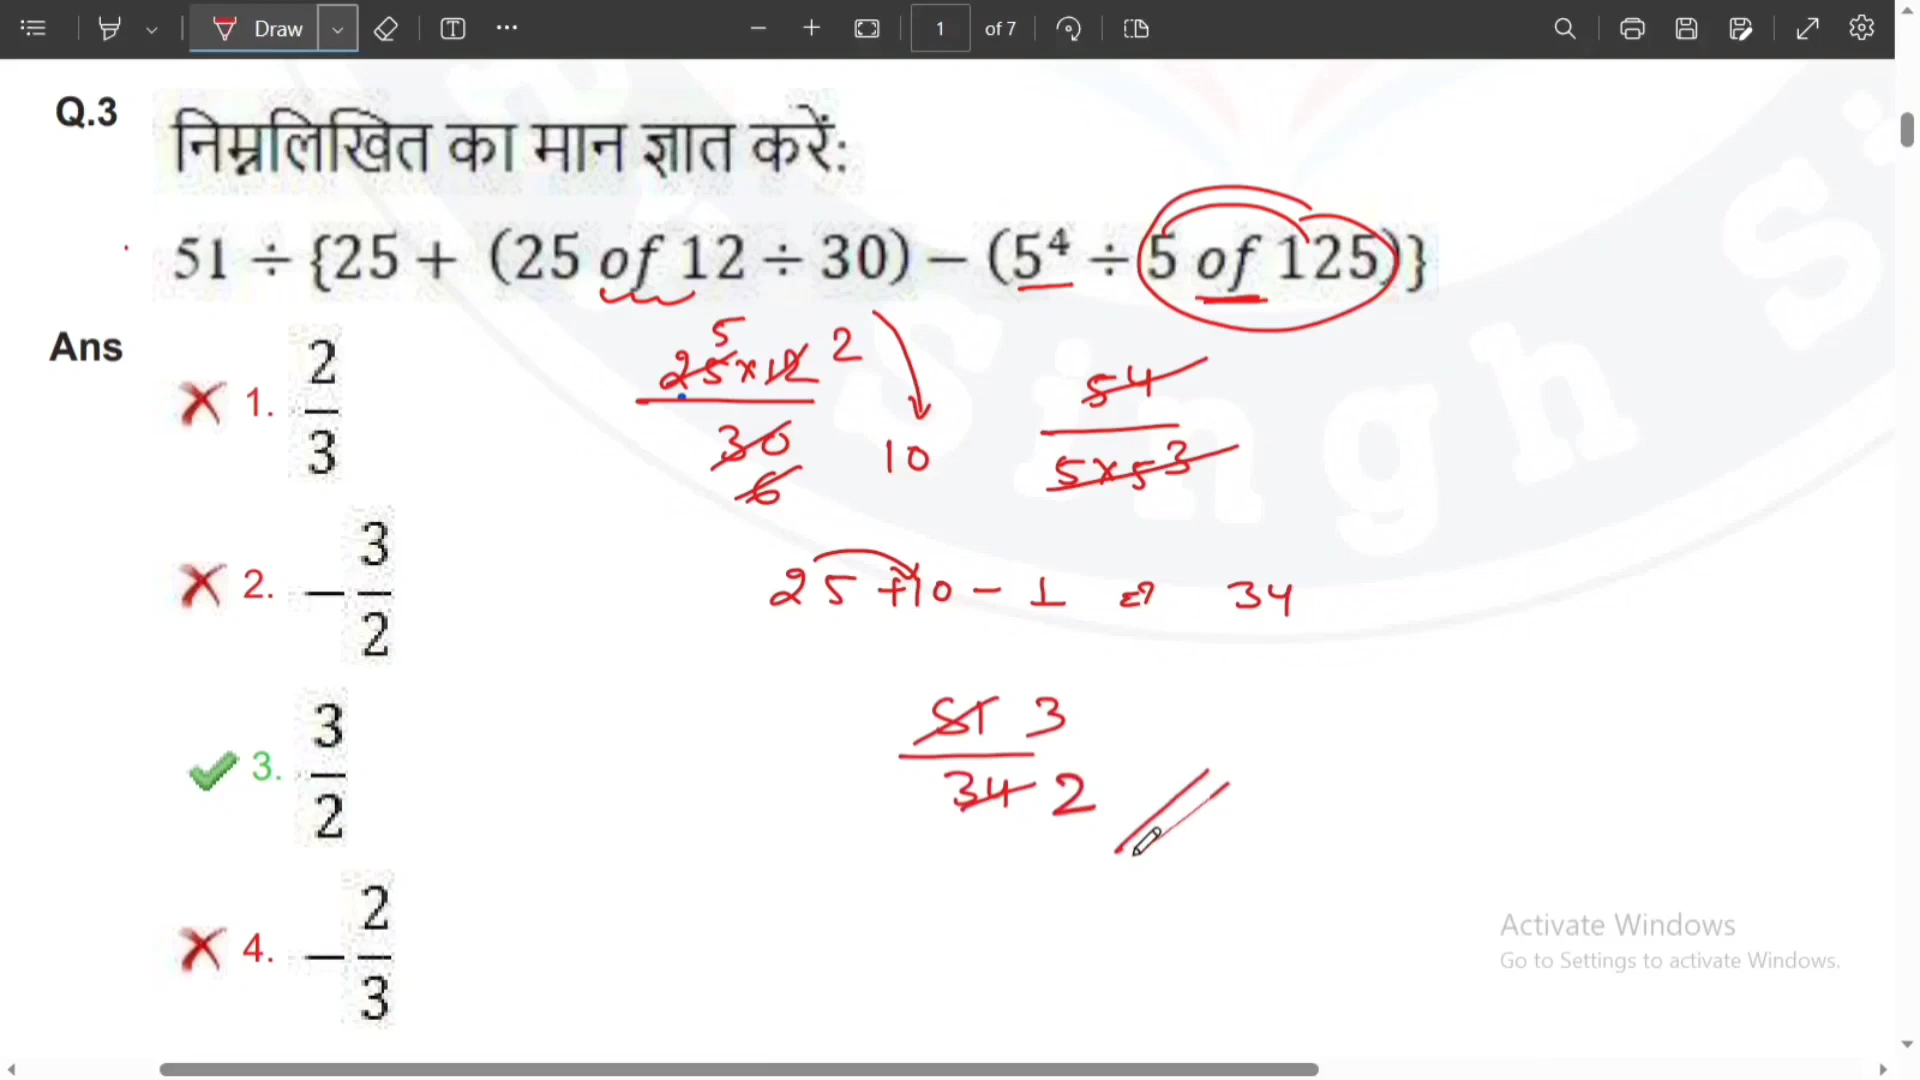 Draw
1 of 7
Q.3 निम्नलिखित का मान ज्ञात करें:
51 ÷ {25 + (25 of 12 ÷ 30) − (5⁴ ÷ 5 of 125)}
Ans
1. 2/3
2. −3/2
3. 3/2
4. −2/3
5
25×12 2
30
6
10
5⁴
5×5³
25 +10 − 1 ⇒ 34
51 3
34 2
Singh Si
Activate Windows
Go to Settings to activate Windows.